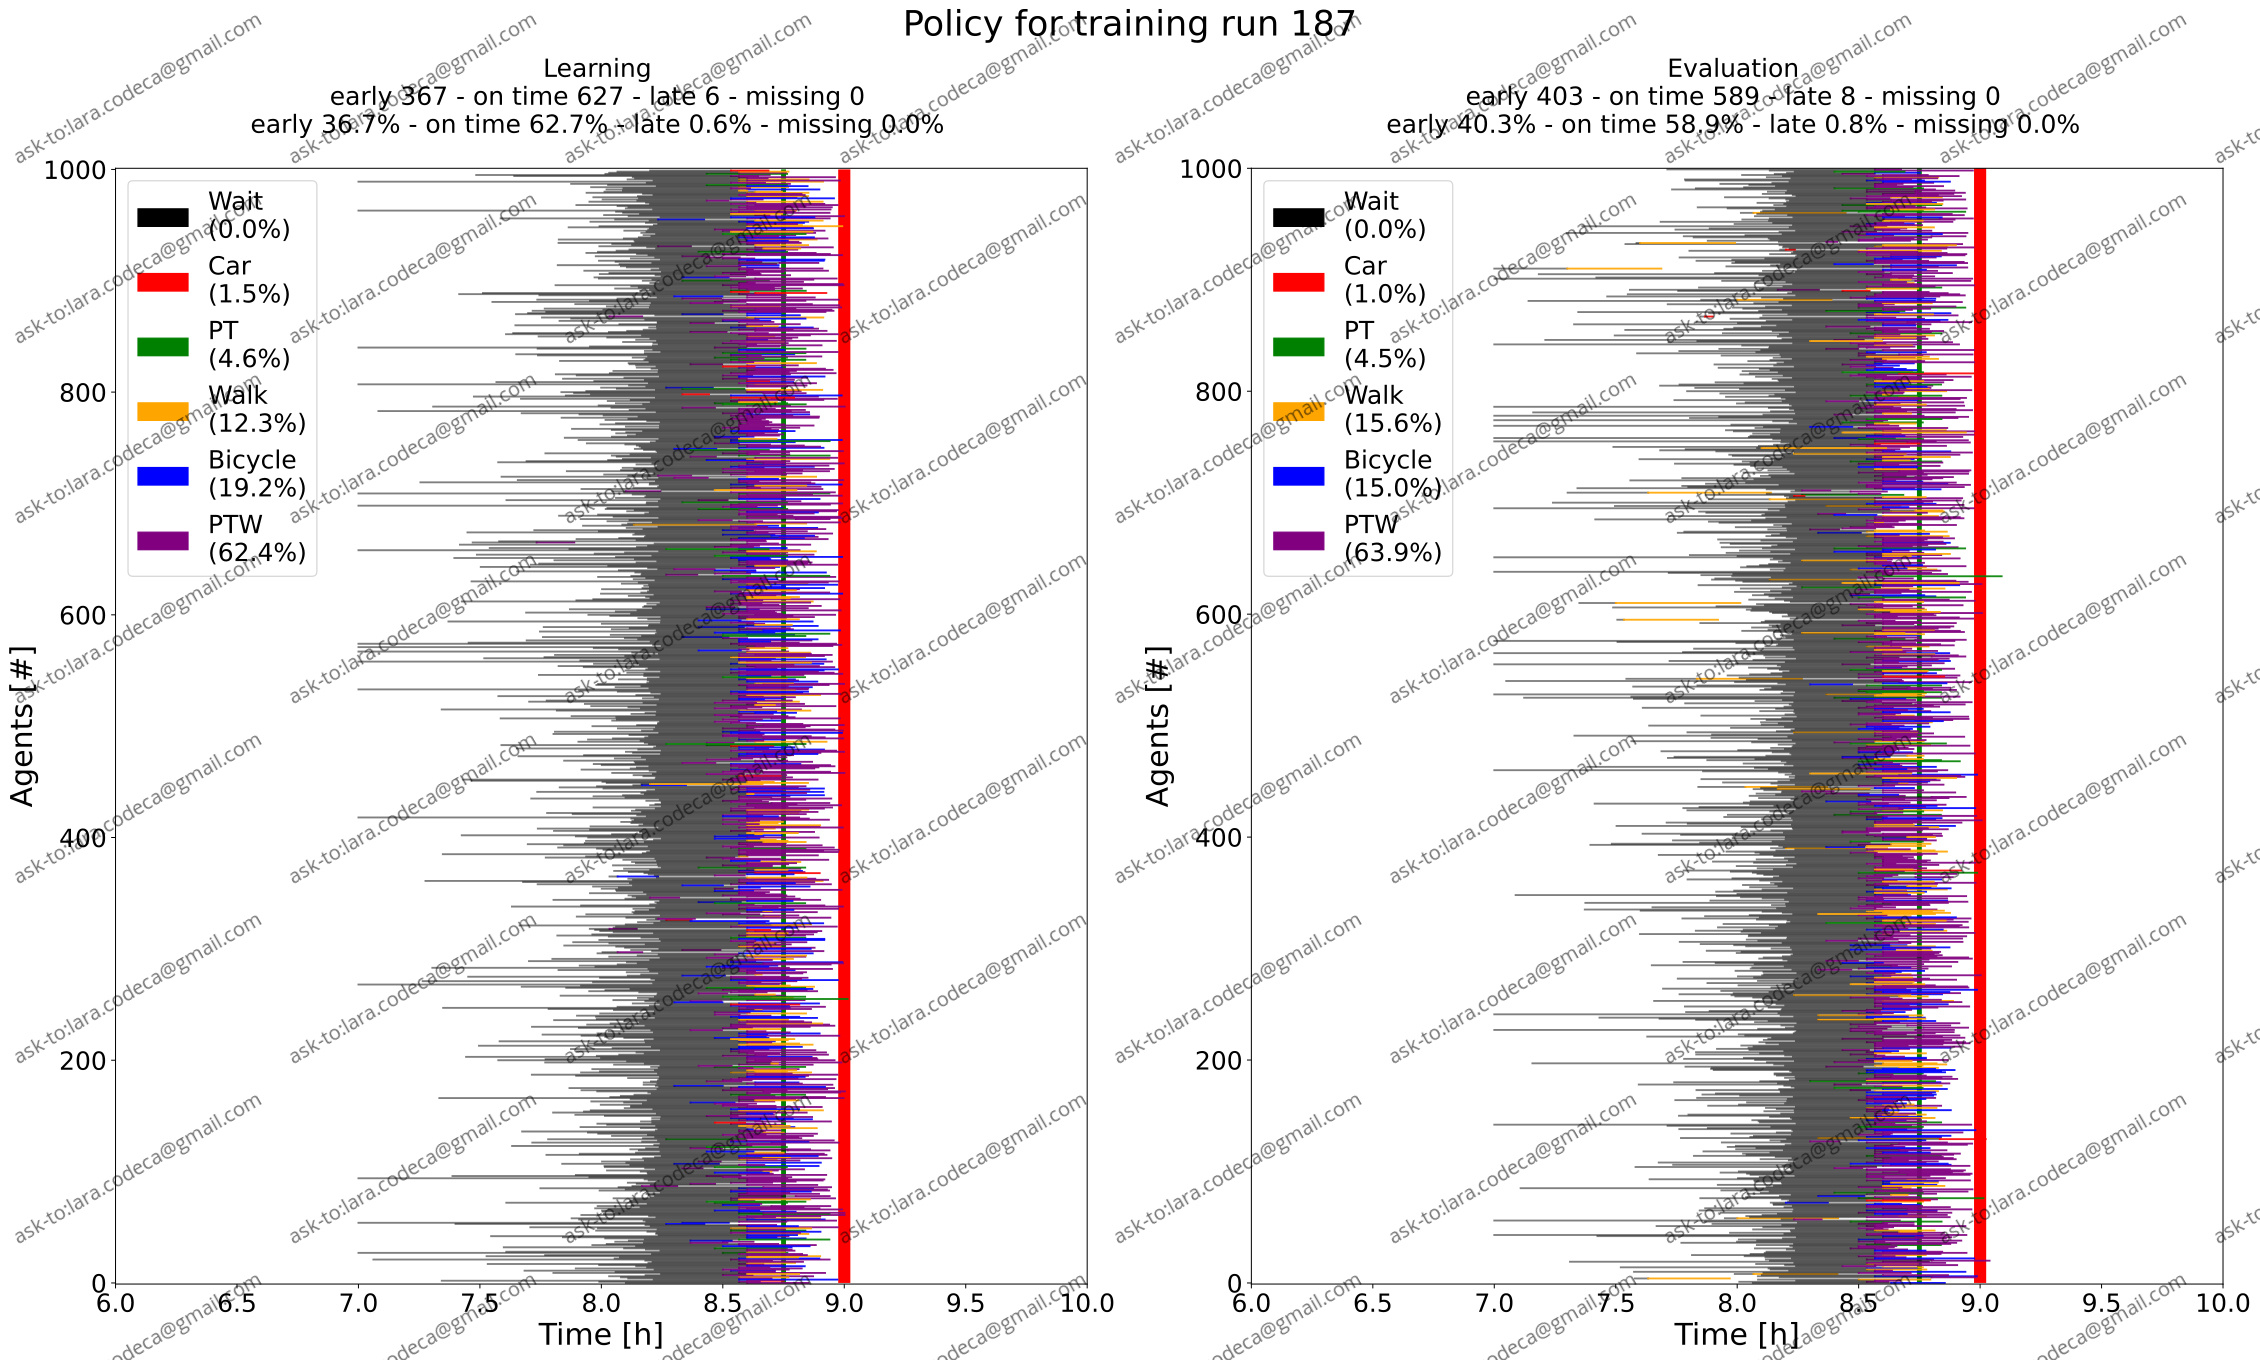 Policy for training run 187
Learning
early 367 - on time 627 - late 6 - missing 0
early 36.7% - on time 62.7% - late 0.6% - missing 0.0%
Evaluation
early 403 - on time 589 - late 8 - missing 0
early 40.3% - on time 58.9% - late 0.8% - missing 0.0%
Agents [#]
1000
800
600
400
200
0
Wait
(0.0%)
Car
(1.5%)
PT
(4.6%)
Walk
(12.3%)
Bicycle
(19.2%)
PTW
(62.4%)
6.0 6.5 7.0 7.5 8.0 8.5 9.0 9.5 10.0
Time [h]
Agents [#]
1000
800
600
400
200
0
Wait
(0.0%)
Car
(1.0%)
PT
(4.5%)
Walk
(15.6%)
Bicycle
(15.0%)
PTW
(63.9%)
6.0 6.5 7.0 7.5 8.0 8.5 9.0 9.5 10.0
Time [h]
ask-to:lara.codeca@gmail.com